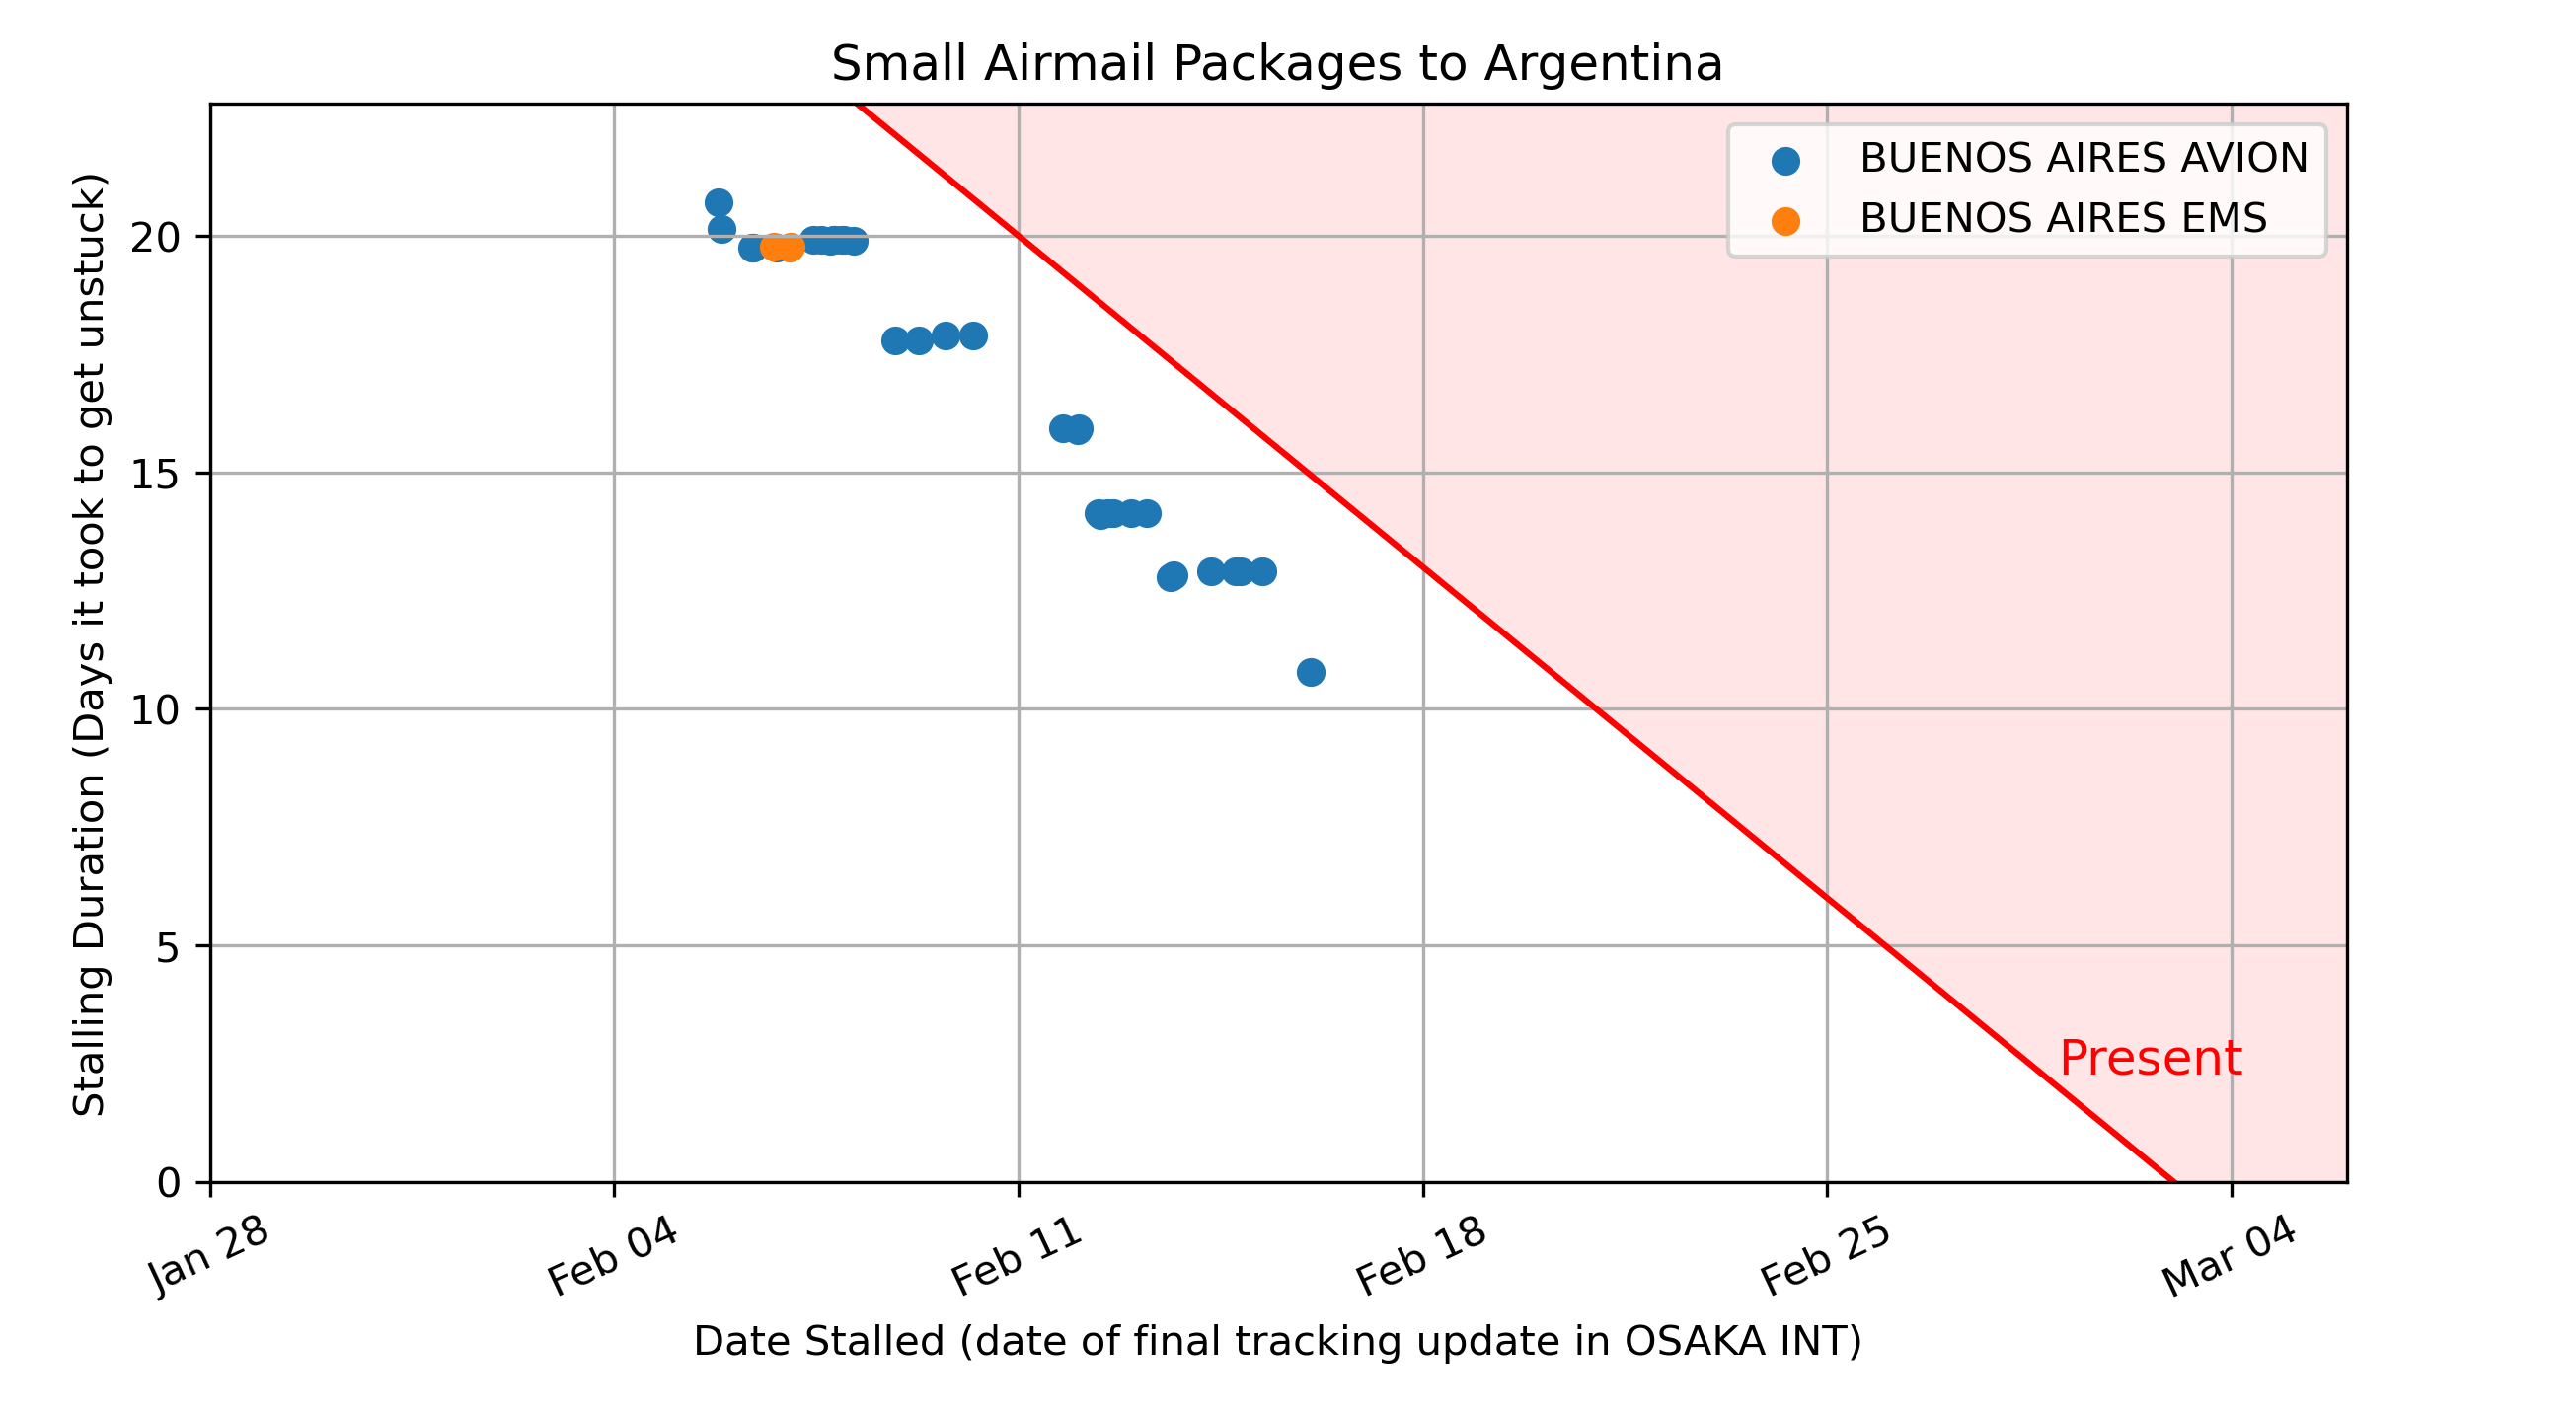 Small Airmail Packages to Argentina
BUENOS AIRES AVION
BUENOS AIRES EMS
Stalling Duration (Days it took to get unstuck)
20
15
10
5
0
Present
Jan 28
Feb 04
Feb 11
Feb 18
Feb 25
Mar 04
Date Stalled (date of final tracking update in OSAKA INT)